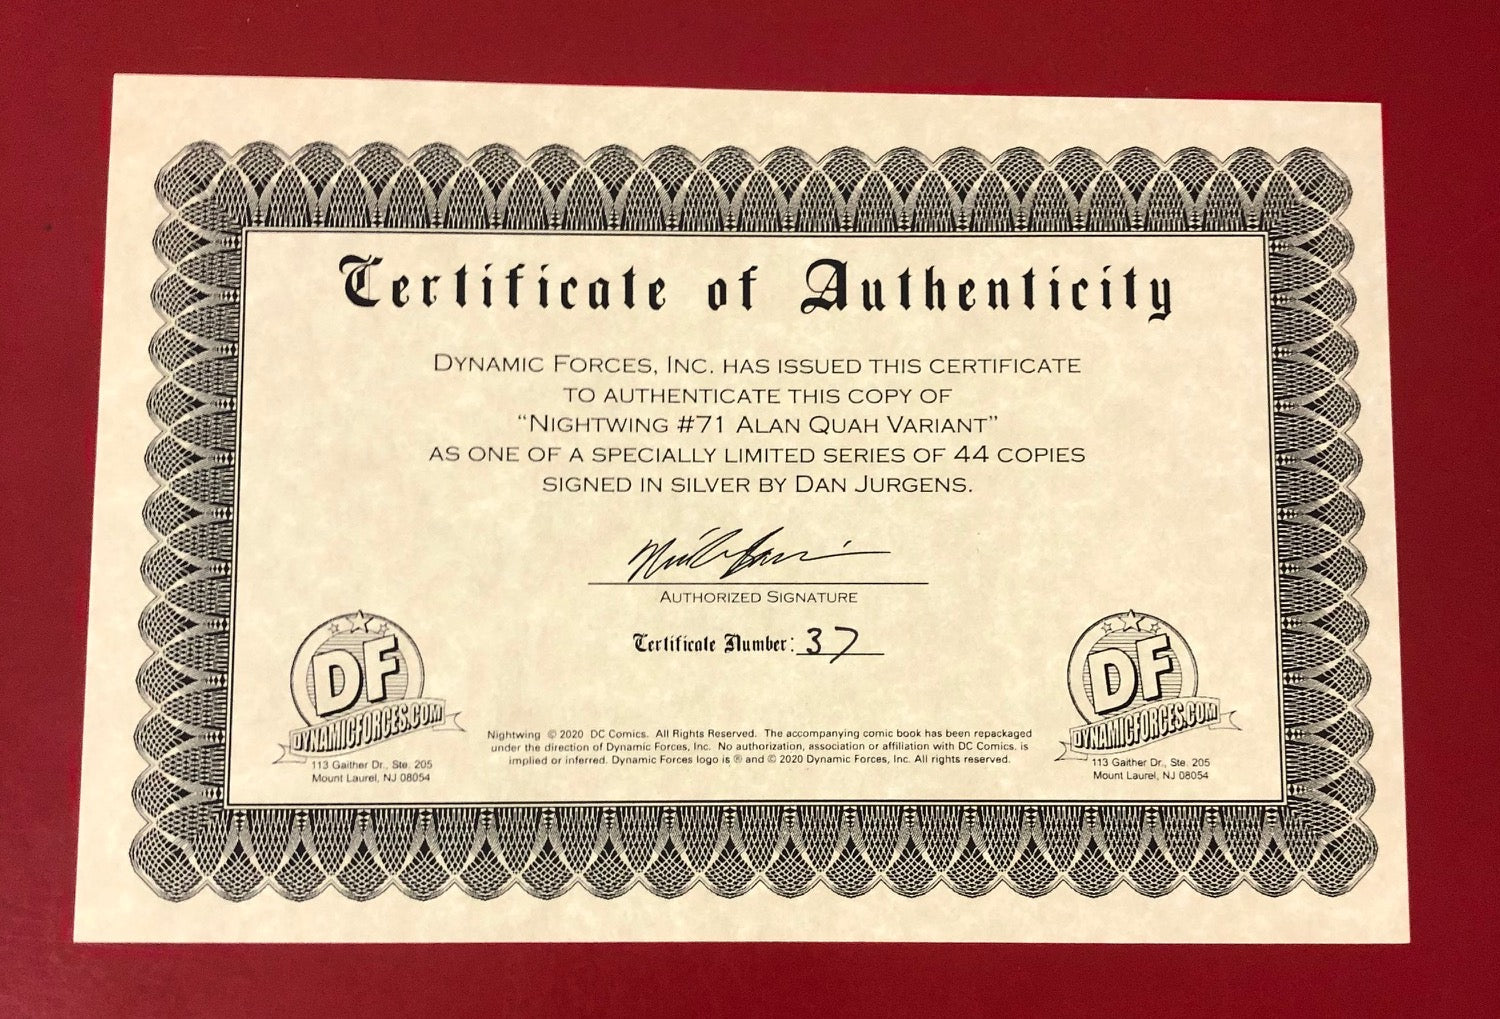 Certificate of Authenticity
DYNAMIC FORCES, INC. HAS ISSUED THIS CERTIFICATE
TO AUTHENTICATE THIS COPY OF
“NIGHTWING #71 ALAN QUAH VARIANT”
AS ONE OF A SPECIALLY LIMITED SERIES OF 44 COPIES
SIGNED IN SILVER BY DAN JURGENS.
AUTHORIZED SIGNATURE
Certificate Number: 37
DF
DYNAMICFORCES.COM
113 Gaither Dr., Ste. 205
Mount Laurel, NJ 08054
Nightwing © 2020 DC Comics. All Rights Reserved. The accompanying comic book has been repackaged
under the direction of Dynamic Forces, Inc. No authorization, association or affiliation with DC Comics. is
implied or inferred. Dynamic Forces logo is ® and © 2020 Dynamic Forces, Inc. All rights reserved.
DF
DYNAMICFORCES.COM
113 Gaither Dr., Ste. 205
Mount Laurel, NJ 08054